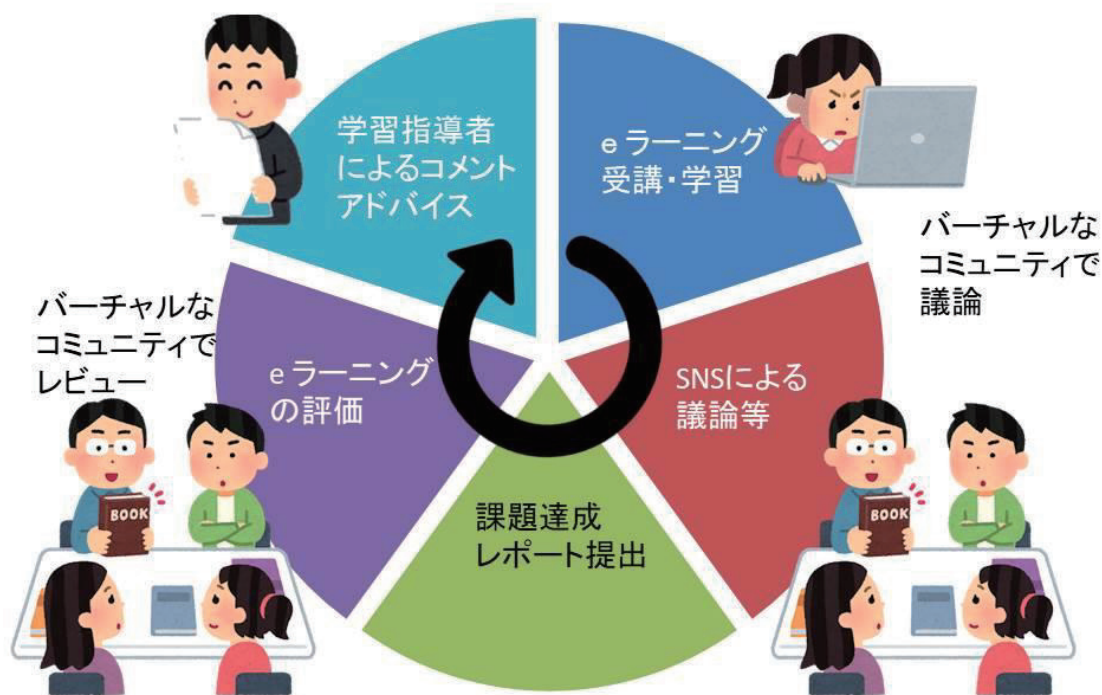 学習指導者
によるコメント
アドバイス
e ラーニング
受講・学習
バーチャルな
コミュニティで
議論
SNSによる
議論等
課題達成
レポート提出
e ラーニング
の評価
バーチャルな
コミュニティで
レビュー
BOOK
BOOK